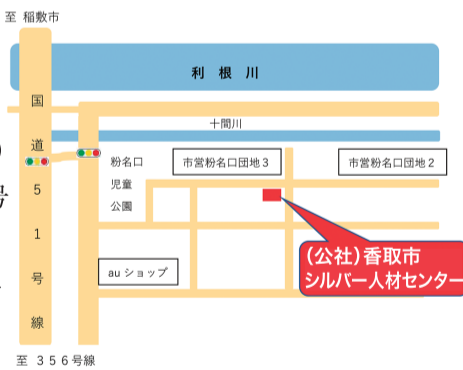 至 稲敷市
利 根 川
十間川
国道51号線
粉名口
児童
公園
市営粉名口団地3
市営粉名口団地2
(公社)香取市
シルバー人材センター
au ショップ
至 356号線